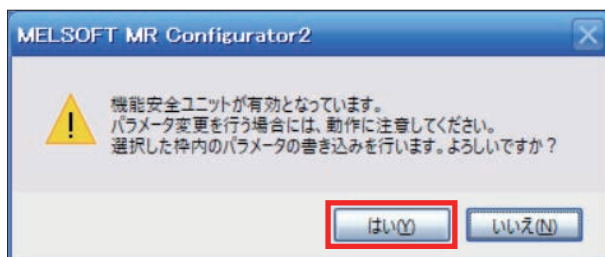 MELSOFT MR Configurator2
機能安全ユニットが有効となっています。
パラメータ変更を行う場合には、動作に注意してください。
選択した枠内のパラメータの書き込みを行います。よろしいですか？
はい(Y) いいえ(N)